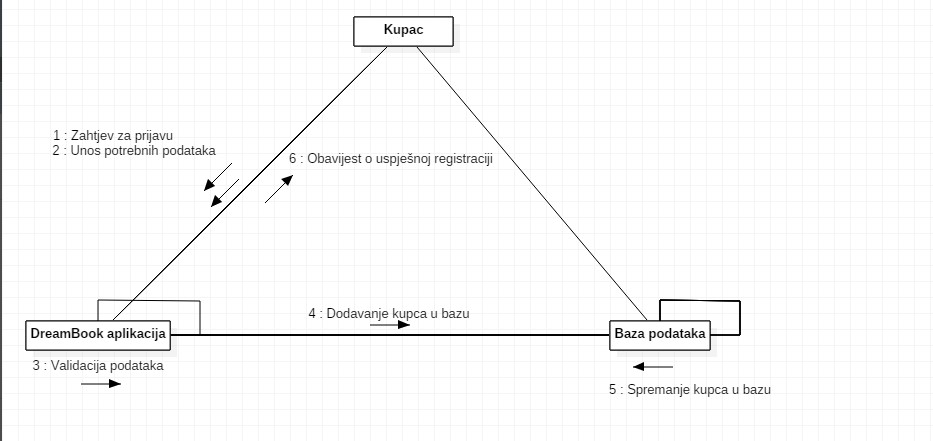 Kupac
1 : Zahtjev za prijavu
2 : Unos potrebnih podataka
6 : Obavijest o uspješnoj registraciji
4 : Dodavanje kupca u bazu
DreamBook aplikacija
Baza podataka
3 : Validacija podataka
5 : Spremanje kupca u bazu